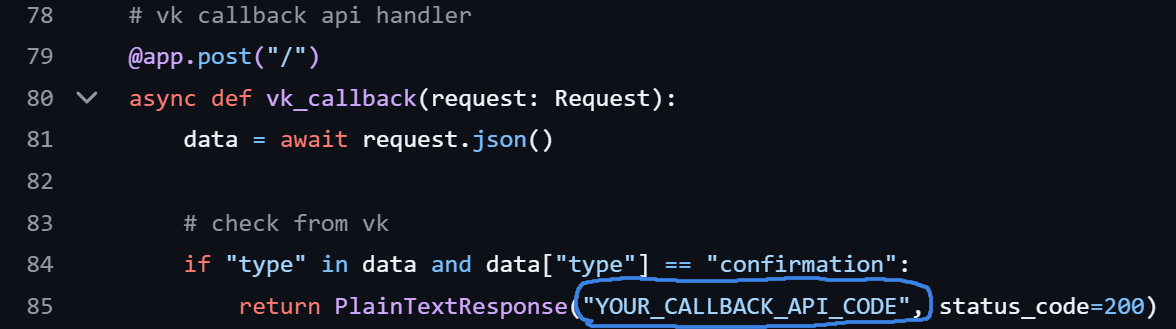 78 # vk callback api handler
79 @app.post("/")
80 async def vk_callback(request: Request):
81 data = await request.json()
82
83 # check from vk
84 if "type" in data and data["type"] == "confirmation":
85 return PlainTextResponse("YOUR_CALLBACK_API_CODE", status_code=200)